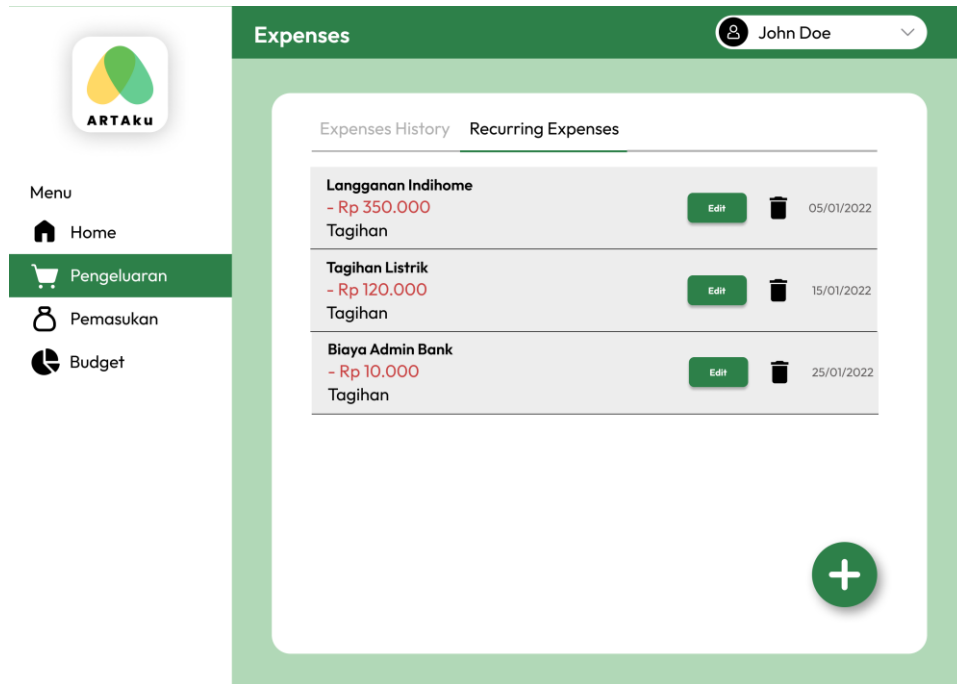 ARTAku
Menu
Home
Pengeluaran
Pemasukan
Budget
Expenses
John Doe
Expenses History
Recurring Expenses
Langganan Indihome
- Rp 350.000
Tagihan
Edit
05/01/2022
Tagihan Listrik
- Rp 120.000
Tagihan
Edit
15/01/2022
Biaya Admin Bank
- Rp 10.000
Tagihan
Edit
25/01/2022